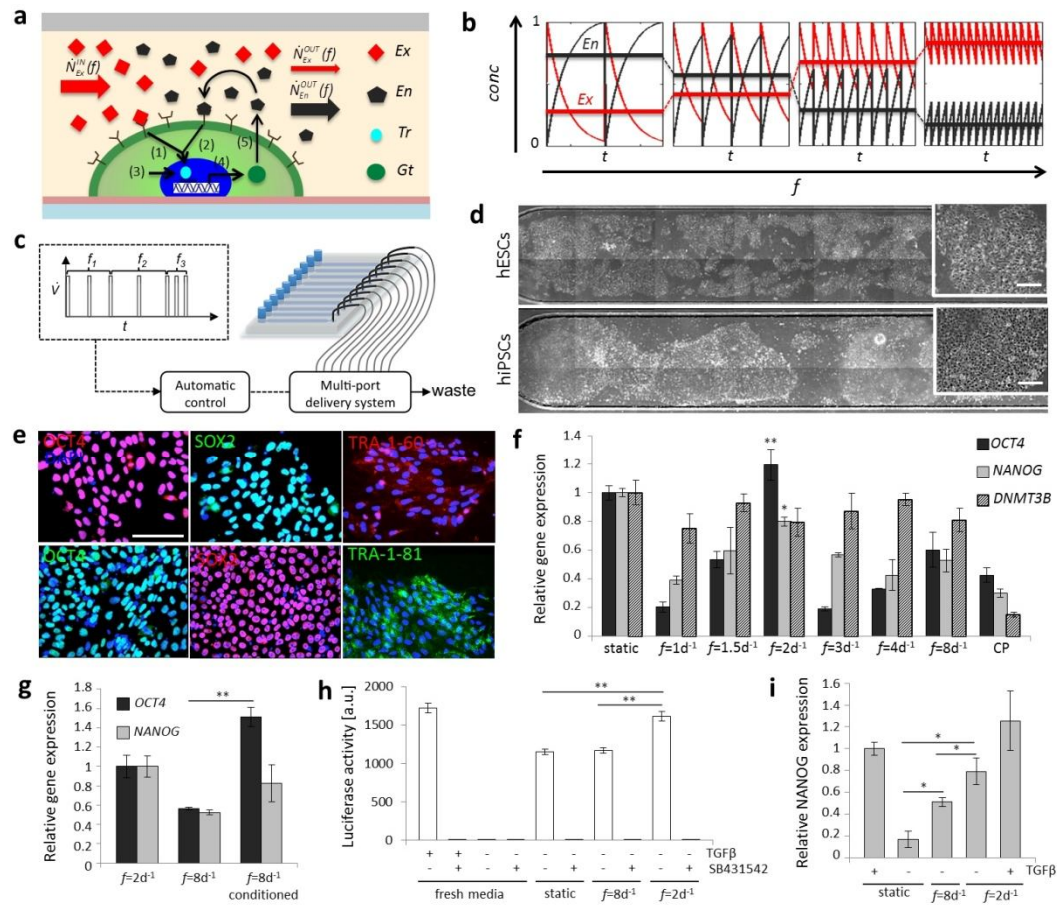 a
Ṅ_Ex^IN (f)
Ṅ_Ex^OUT (f)
Ṅ_En^OUT (f)
(1)
(2)
(3)
(4)
(5)
Ex
En
Tr
Gt
b
conc
1
0
En
Ex
t
t
t
t
f
c
V̇
f₁
f₂
f₃
t
Automatic
control
Multi-port
delivery system
waste
d
hESCs
hiPSCs
e
OCT4
SOX2
TRA-1-60
OCT4
TRA-1-81
f
Relative gene expression
1.4
1.2
1
0.8
0.6
0.4
0.2
0
**
*
OCT4
NANOG
DNMT3B
static
f=1d⁻¹
f=1.5d⁻¹
f=2d⁻¹
f=3d⁻¹
f=4d⁻¹
f=8d⁻¹
CP
g
Relative gene expression
1.8
1.6
1.4
1.2
1
0.8
0.6
0.4
0.2
0
OCT4
NANOG
**
f=2d⁻¹
f=8d⁻¹
f=8d⁻¹
conditioned
h
Luciferase activity [a.u.]
2000
1500
1000
500
0
**
**
+ + - - - - - - - - TGFβ
- + - + - + - + - + SB431542
fresh media
static
f=8d⁻¹
f=2d⁻¹
i
Relative NANOG expression
1.6
1.4
1.2
1
0.8
0.6
0.4
0.2
0
*
*
*
+ - - - + TGFβ
static
f=8d⁻¹
f=2d⁻¹